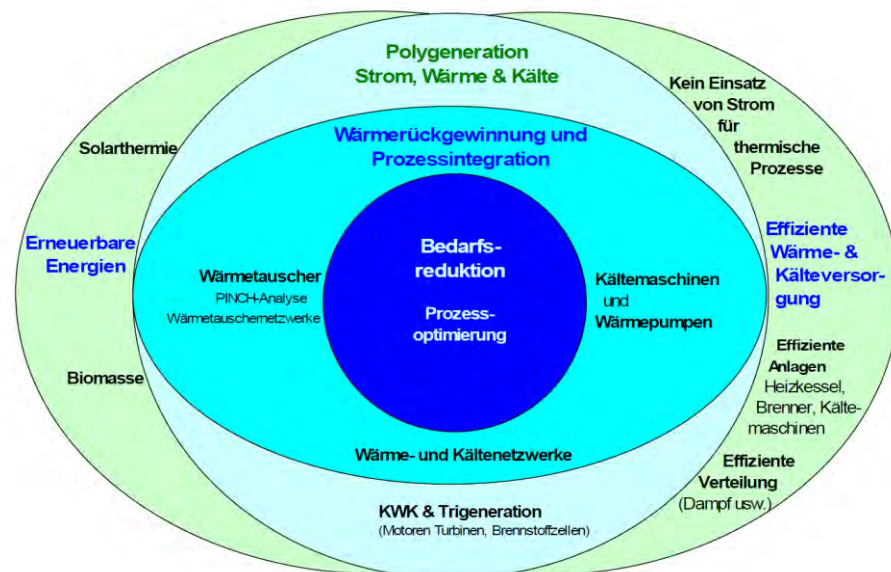 Polygeneration
Strom, Wärme & Kälte
Kein Einsatz
von Strom
für
thermische
Prozesse
Solarthermie
Wärmerückgewinnung und
Prozessintegration
Erneuerbare
Energien
Bedarfs-
reduktion
Prozess-
optimierung
Wärmetauscher
PINCH-Analyse
Wärmetauschernetzwerke
Kältemaschinen
und
Wärmepumpen
Effiziente
Wärme- &
Kälteversor-
gung
Biomasse
Effiziente
Anlagen
Heizkessel,
Brenner, Kälte-
maschinen
Wärme- und Kältenetzwerke
Effiziente
Verteilung
(Dampf usw.)
KWK & Trigeneration
(Motoren Turbinen, Brennstoffzellen)